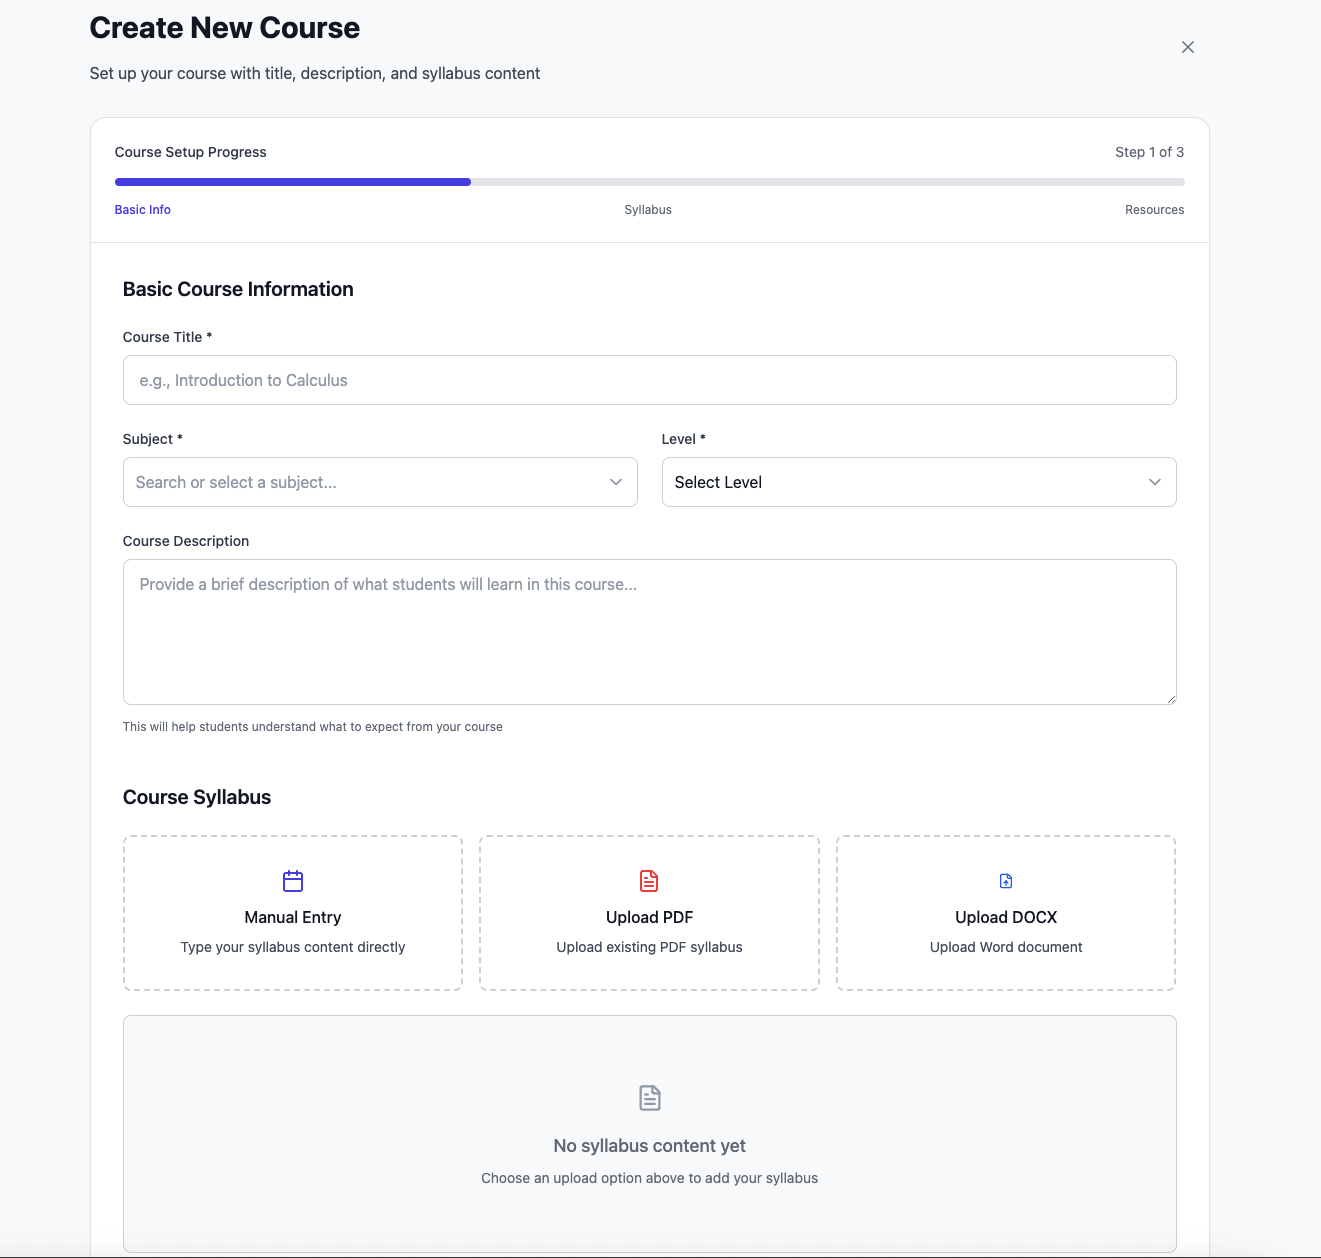 Create New Course
Set up your course with title, description, and syllabus content
Course Setup Progress
Step 1 of 3
Basic Info
Syllabus
Resources
Basic Course Information
Course Title *
e.g., Introduction to Calculus
Subject *
Level *
Search or select a subject...
Select Level
Course Description
Provide a brief description of what students will learn in this course...
This will help students understand what to expect from your course
Course Syllabus
Manual Entry
Type your syllabus content directly
Upload PDF
Upload existing PDF syllabus
Upload DOCX
Upload Word document
No syllabus content yet
Choose an upload option above to add your syllabus